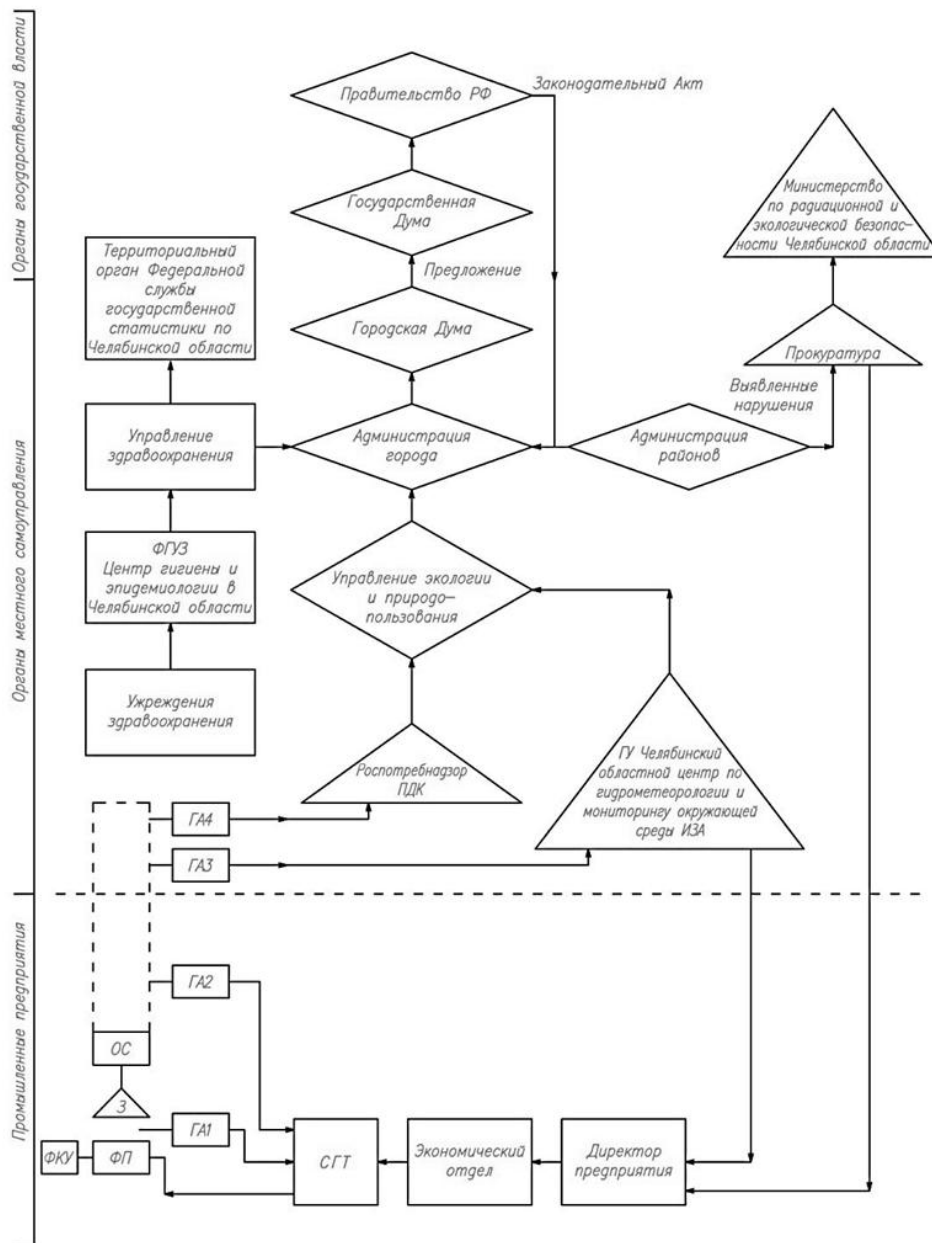 Органы государственной власти
Правительство РФ
Законодательный Акт
Государственная
Дума
Министерство
по радиационной и
экологической безопас-
ности Челябинской области
Территориальный
орган Федеральной
службы
государственной
статистики по
Челябинской области
Предложение
Городская Дума
Прокуратура
Выявленные
нарушения
Органы местного самоуправления
Управление
здравоохранения
Администрация
города
Администрация
районов
ФГУЗ
Центр гигиены и
эпидемиологии в
Челябинской области
Управление экологии
и природо-
пользования
Ужреждения
здравоохранения
Роспотребнадзор
ПДК
ГУ Челябинский
областной центр по
гидрометеорологии и
мониторингу окружающей
среды ИЗА
ГА4
ГА3
Промышленные предприятия
ГА2
ОС
З
ГА1
ФКУ
ФП
СГТ
Экономический
отдел
Директор
предприятия